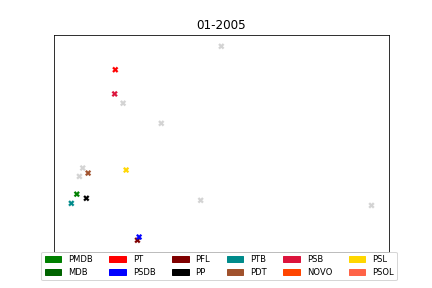 01-2005
PMDB PT PFL PTB PSB PSL
MDB PSDB PP PDT NOVO PSOL